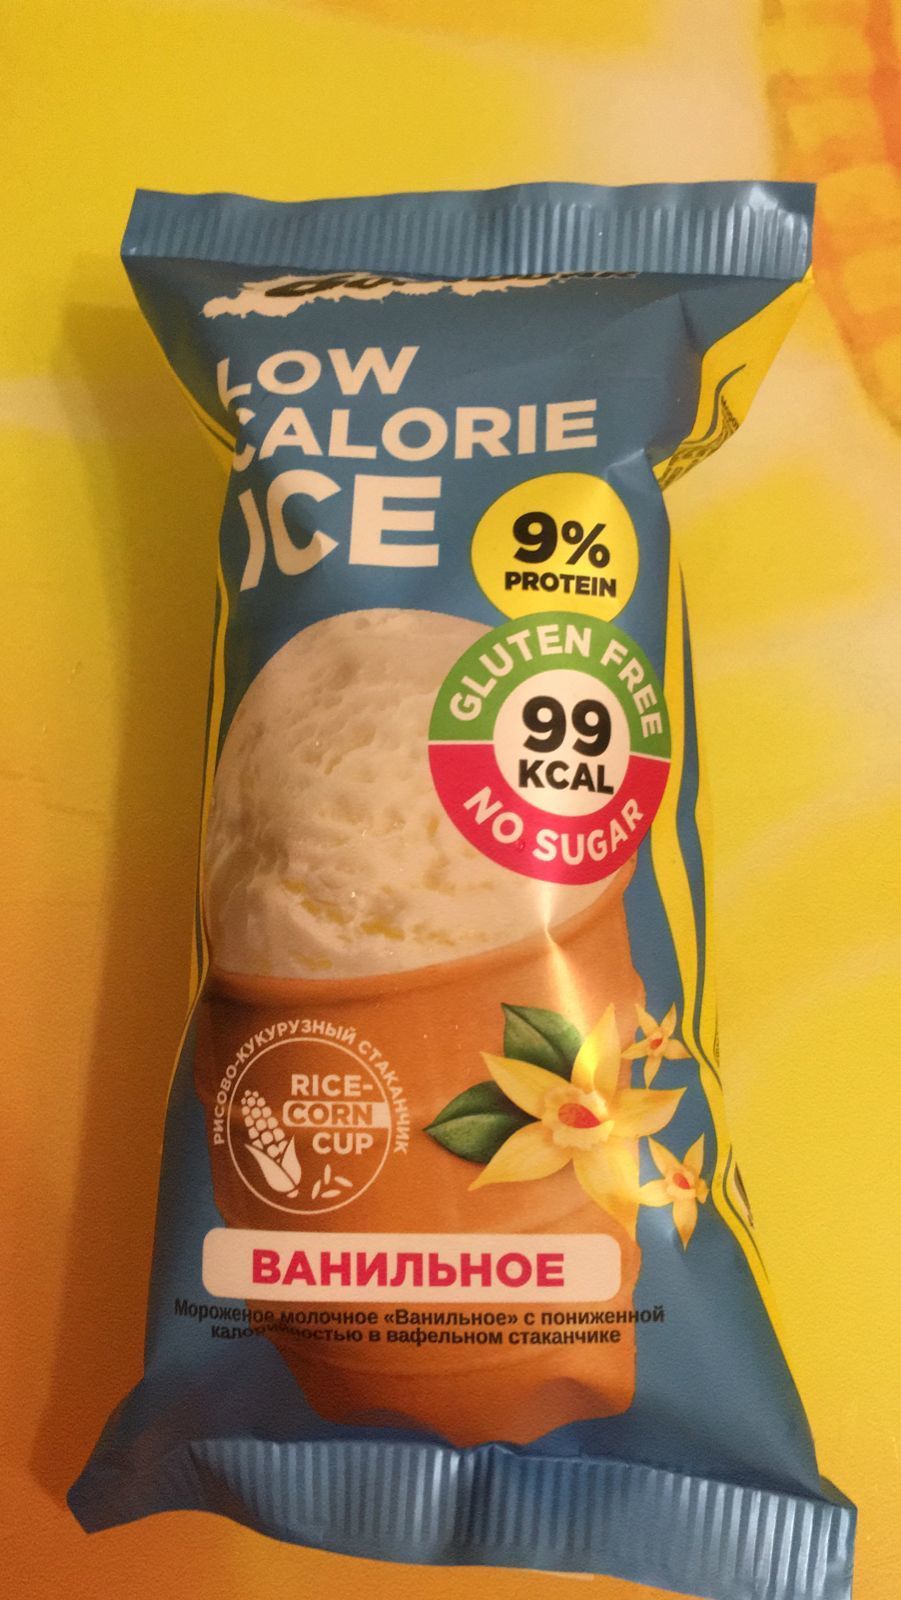 LOW
CALORIE
ICE
9%
PROTEIN
GLUTEN FREE
99
KCAL
NO SUGAR
РИСОВО-КУКУРУЗНЫЙ СТАКАНЧИК
RICE-
CORN
CUP
ВАНИЛЬНОЕ
Мороженое молочное «Ванильное» с пониженной
калорийностью в вафельном стаканчике